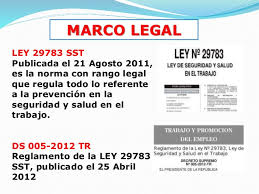 MARCO LEGAL
LEY 29783 SST
Publicada el 21 Agosto 2011,
es la norma con rango legal
que regula todo lo referente
a la prevención en la
seguridad y salud en el
trabajo.
DS 005-2012 TR
Reglamento de la LEY 29783
SST, publicado el 25 Abril
2012
LEY Nº 29783
LEY DE SEGURIDAD Y SALUD
EN EL TRABAJO
TRABAJO Y PROMOCION
DEL EMPLEO
Reglamento de la Ley Nº 29783, Ley de
Seguridad y Salud en el Trabajo
DECRETO SUPREMO
Nº 005-2012-TR
EL PRESIDENTE DE LA REPÚBLICA